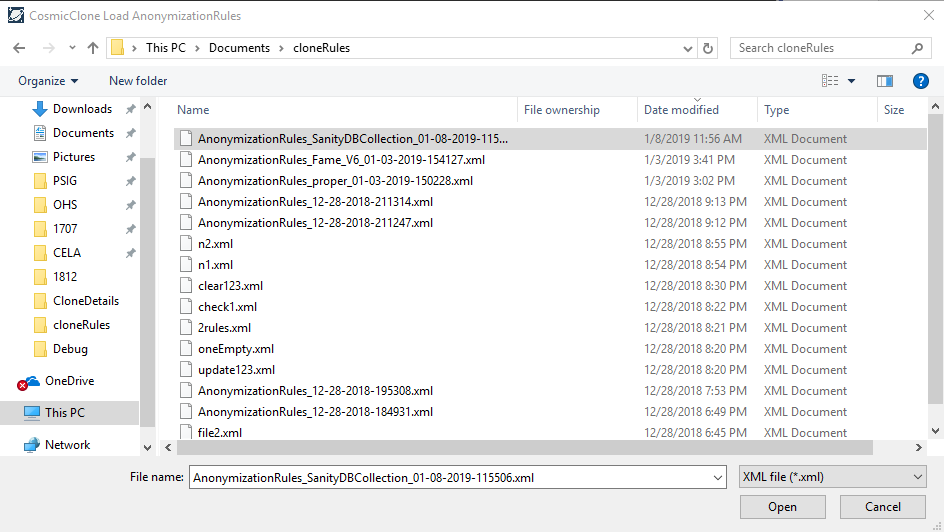 CosmicClone Load AnonymizationRules
This PC > Documents > cloneRules
Search cloneRules
Organize
New folder
?
Name File ownership Date modified Type Size
Downloads
Documents
Pictures
PSIG
OHS
1707
CELA
1812
CloneDetails
cloneRules
Debug
OneDrive
This PC
Network
AnonymizationRules_SanityDBCollection_01-08-2019-115... 1/8/2019 11:56 AM XML Document
AnonymizationRules_Fame_V6_01-03-2019-154127.xml 1/3/2019 3:41 PM XML Document
AnonymizationRules_proper_01-03-2019-150228.xml 1/3/2019 3:02 PM XML Document
AnonymizationRules_12-28-2018-211314.xml 12/28/2018 9:13 PM XML Document
AnonymizationRules_12-28-2018-211247.xml 12/28/2018 9:12 PM XML Document
n2.xml 12/28/2018 8:55 PM XML Document
n1.xml 12/28/2018 8:54 PM XML Document
clear123.xml 12/28/2018 8:30 PM XML Document
check1.xml 12/28/2018 8:22 PM XML Document
2rules.xml 12/28/2018 8:21 PM XML Document
oneEmpty.xml 12/28/2018 8:20 PM XML Document
update123.xml 12/28/2018 8:20 PM XML Document
AnonymizationRules_12-28-2018-195308.xml 12/28/2018 7:53 PM XML Document
AnonymizationRules_12-28-2018-184931.xml 12/28/2018 6:49 PM XML Document
file2.xml 12/28/2018 6:45 PM XML Document
File name: AnonymizationRules_SanityDBCollection_01-08-2019-115506.xml
XML file (*.xml)
Open
Cancel